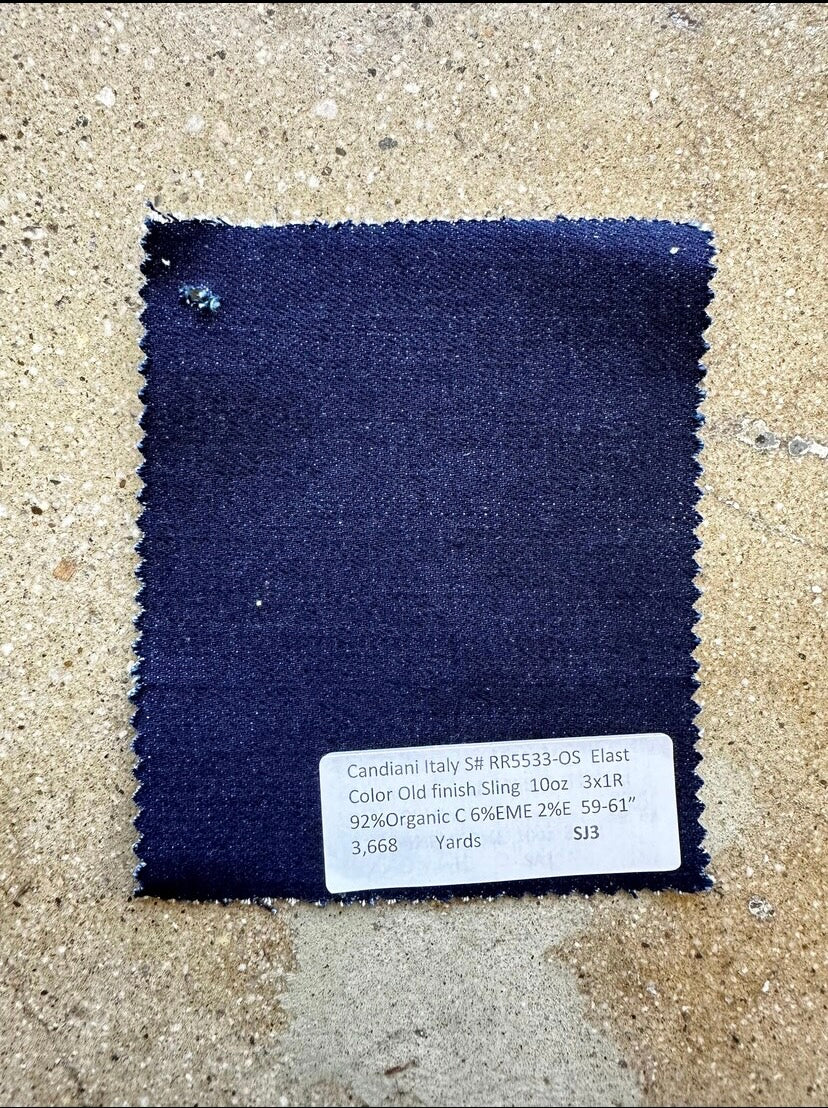 Candiani Italy S# RR5533-OS Elast
Color Old finish Sling 10oz 3x1R
92%Organic C 6%EME 2%E 59-61”
3,668 Yards SJ3